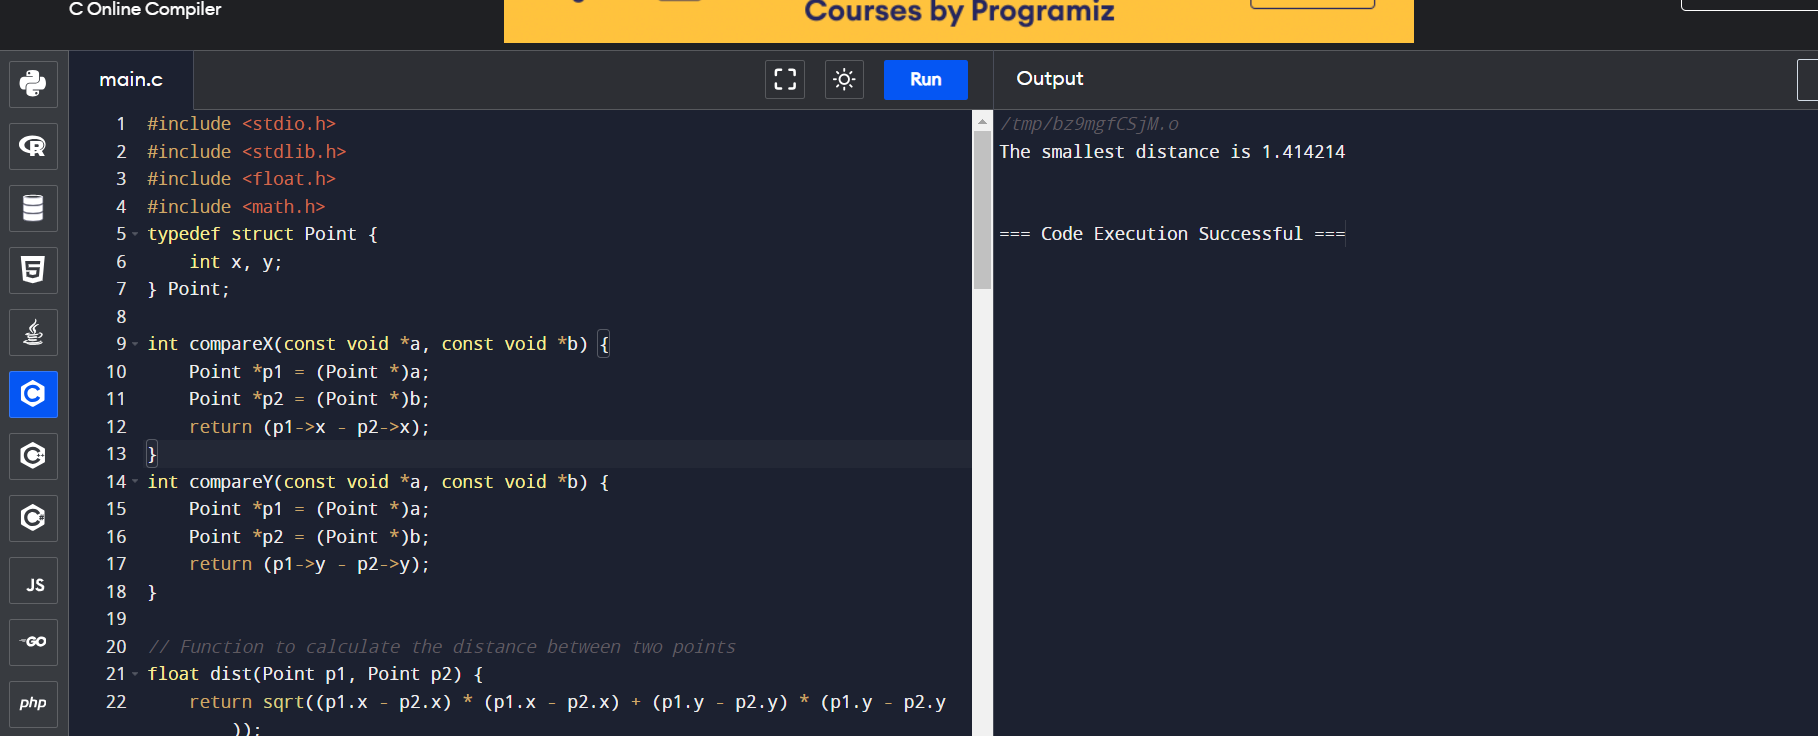 C Online Compiler
Courses by Programiz
main.c
Run
Output
1 #include <stdio.h>
2 #include <stdlib.h>
3 #include <float.h>
4 #include <math.h>
5 typedef struct Point {
6     int x, y;
7 } Point;
8
9 int compareX(const void *a, const void *b) {
10     Point *p1 = (Point *)a;
11     Point *p2 = (Point *)b;
12     return (p1->x - p2->x);
13 }
14 int compareY(const void *a, const void *b) {
15     Point *p1 = (Point *)a;
16     Point *p2 = (Point *)b;
17     return (p1->y - p2->y);
18 }
19
20 // Function to calculate the distance between two points
21 float dist(Point p1, Point p2) {
22     return sqrt((p1.x - p2.x) * (p1.x - p2.x) + (p1.y - p2.y) * (p1.y - p2.y
));
/tmp/bz9mgfCSjM.o
The smallest distance is 1.414214
=== Code Execution Successful ===
R
5
C
C++
C#
JS
GO
php